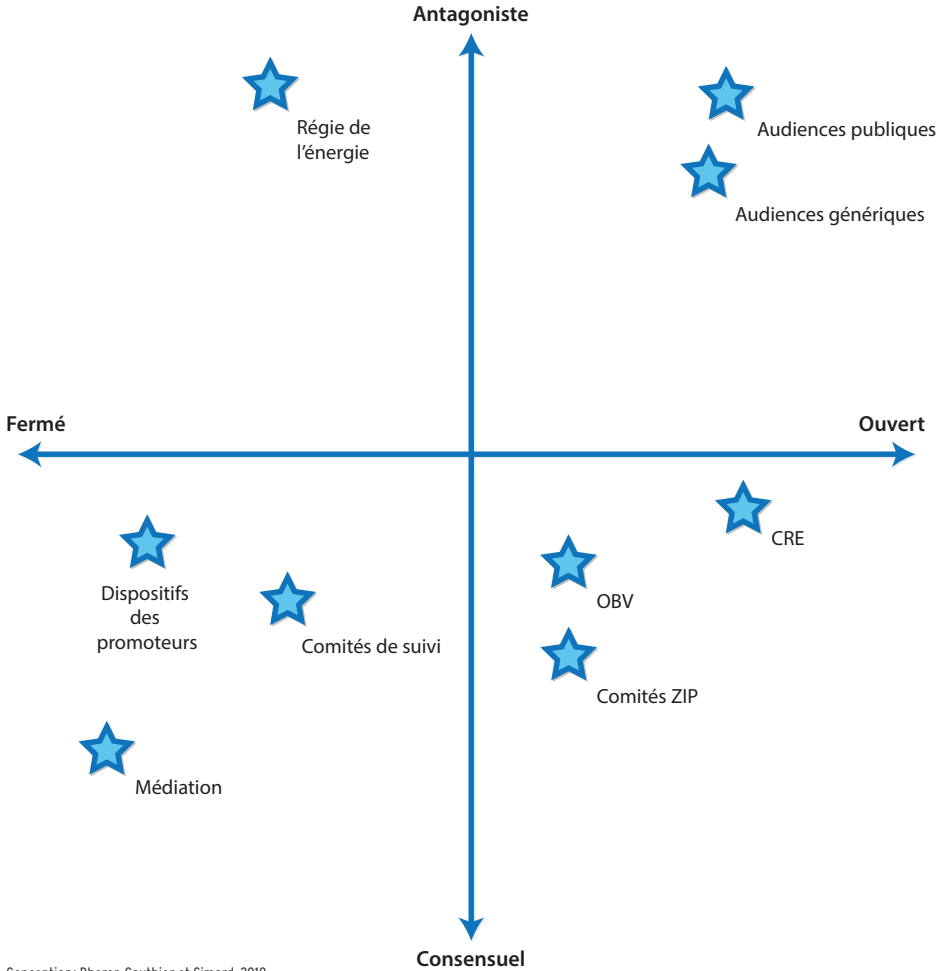 Antagoniste
Régie de
l'énergie
Audiences publiques
Audiences génériques
Fermé
Ouvert
CRE
OBV
Dispositifs
des
promoteurs
Comités de suivi
Comités ZIP
Médiation
Consensuel